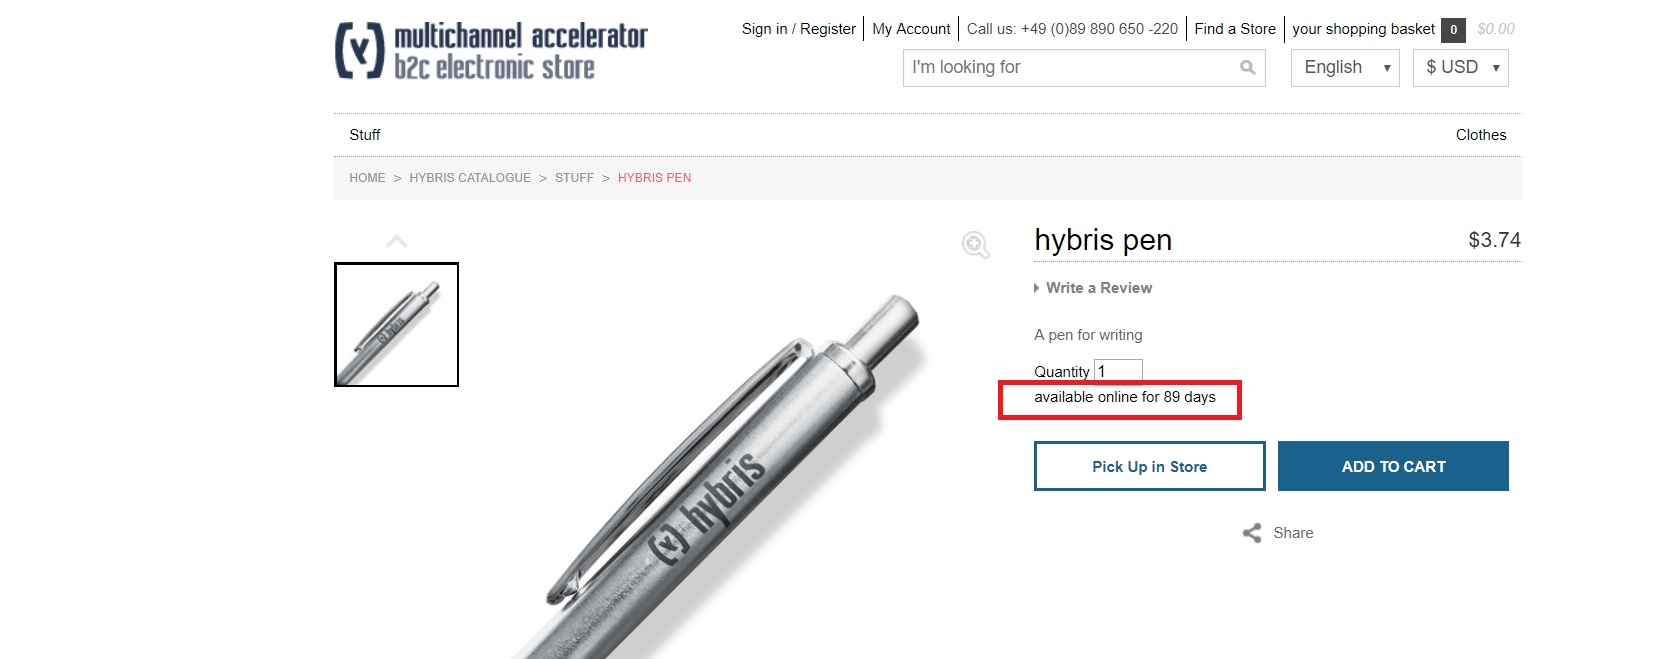 multichannel accelerator
b2c electronic store
Sign in / Register
My Account
Call us: +49 (0)89 890 650 -220
Find a Store
your shopping basket 0 $0.00
I'm looking for
English ▾
$ USD ▾
Stuff
Clothes
HOME > HYBRIS CATALOGUE > STUFF > HYBRIS PEN
hybris pen
$3.74
Write a Review
A pen for writing
Quantity 1
available online for 89 days
Pick Up in Store
ADD TO CART
Share
(y) hybris